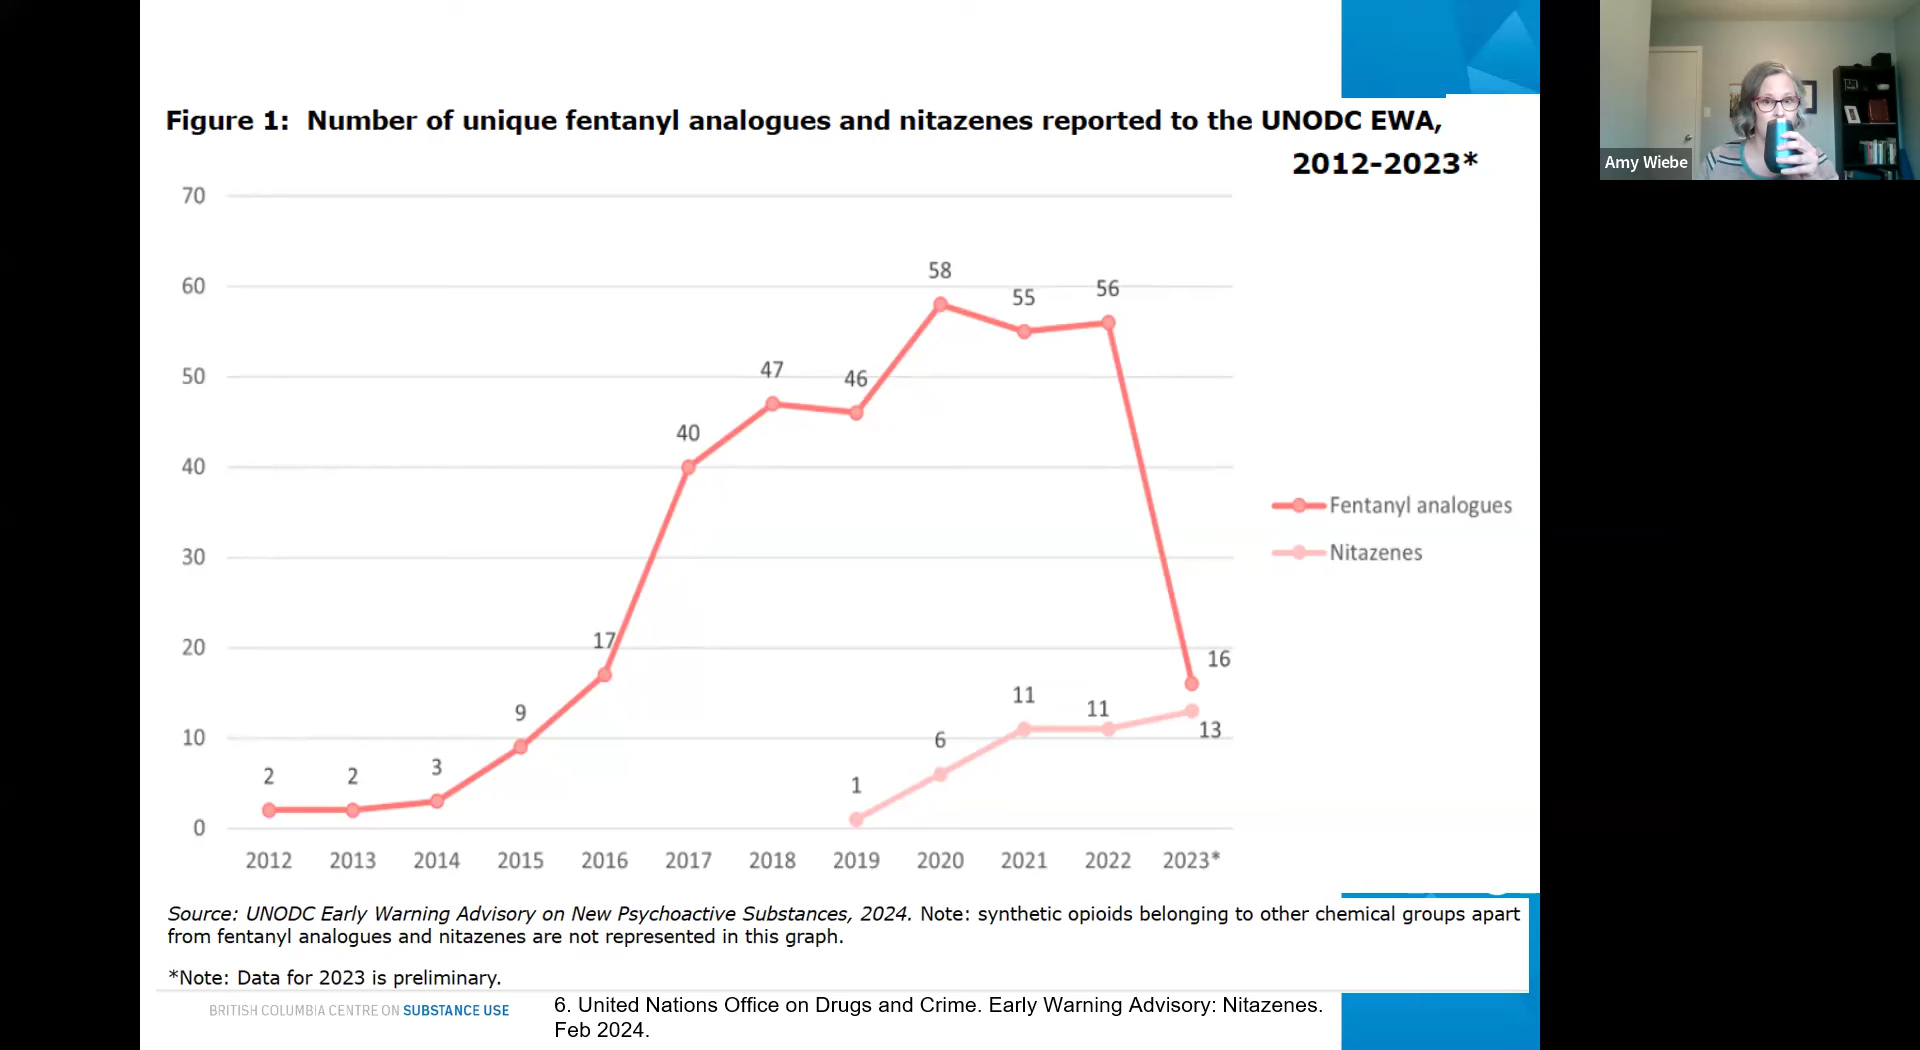 Figure 1:  Number of unique fentanyl analogues and nitazenes reported to the UNODC EWA,
2012-2023*
Amy Wiebe
70
60
50
40
30
20
10
0
58
55
56
47
46
40
17
9
2
2
3
16
11
11
13
6
1
Fentanyl analogues
Nitazenes
2012 2013 2014 2015 2016 2017 2018 2019 2020 2021 2022 2023*
Source: UNODC Early Warning Advisory on New Psychoactive Substances, 2024. Note: synthetic opioids belonging to other chemical groups apart
from fentanyl analogues and nitazenes are not represented in this graph.
*Note: Data for 2023 is preliminary.
BRITISH COLUMBIA CENTRE ON SUBSTANCE USE
6. United Nations Office on Drugs and Crime. Early Warning Advisory: Nitazenes.
Feb 2024.